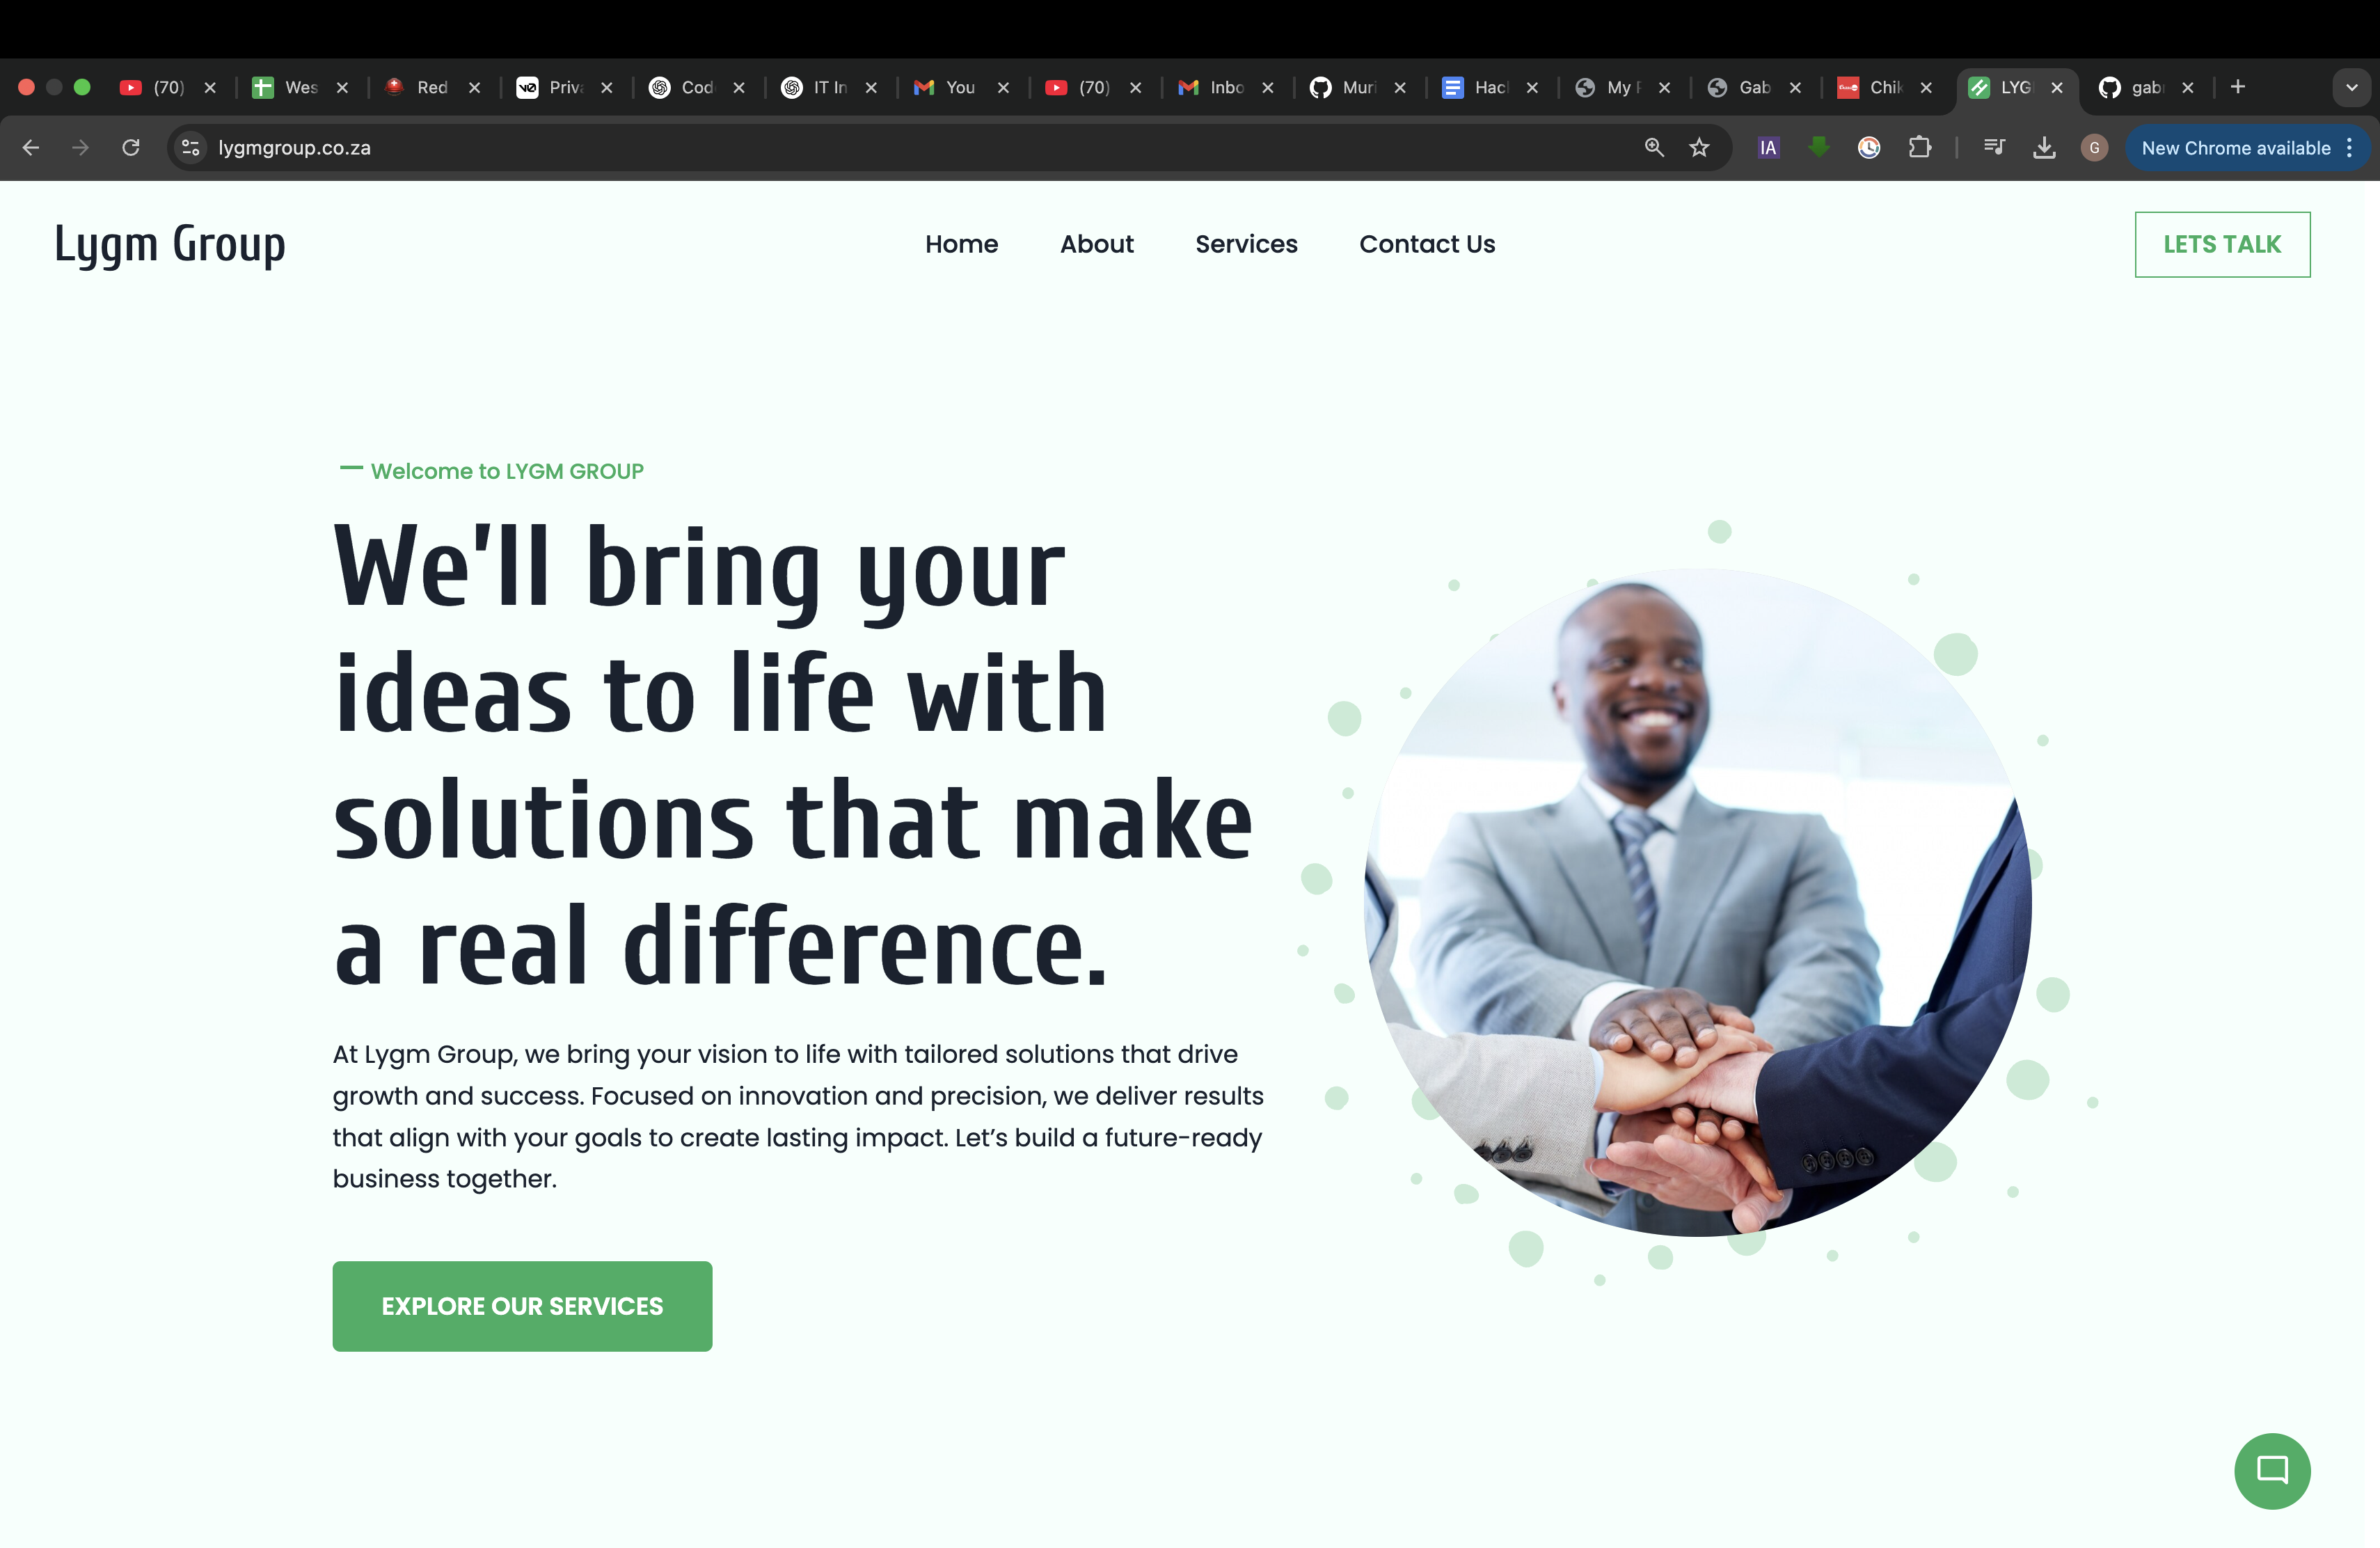 (70)
Wes
Red
Priv
Cod
IT In
You
(70)
Inbo
Muri
Hacl
My
Gab
Chik
LYG
gab
lygmgroup.co.za
IA
G
New Chrome available
Lygm Group
Home
About
Services
Contact Us
LETS TALK
Welcome to LYGM GROUP
We'll bring your
ideas to life with
solutions that make
a real difference.
At Lygm Group, we bring your vision to life with tailored solutions that drive
growth and success. Focused on innovation and precision, we deliver results
that align with your goals to create lasting impact. Let’s build a future-ready
business together.
EXPLORE OUR SERVICES